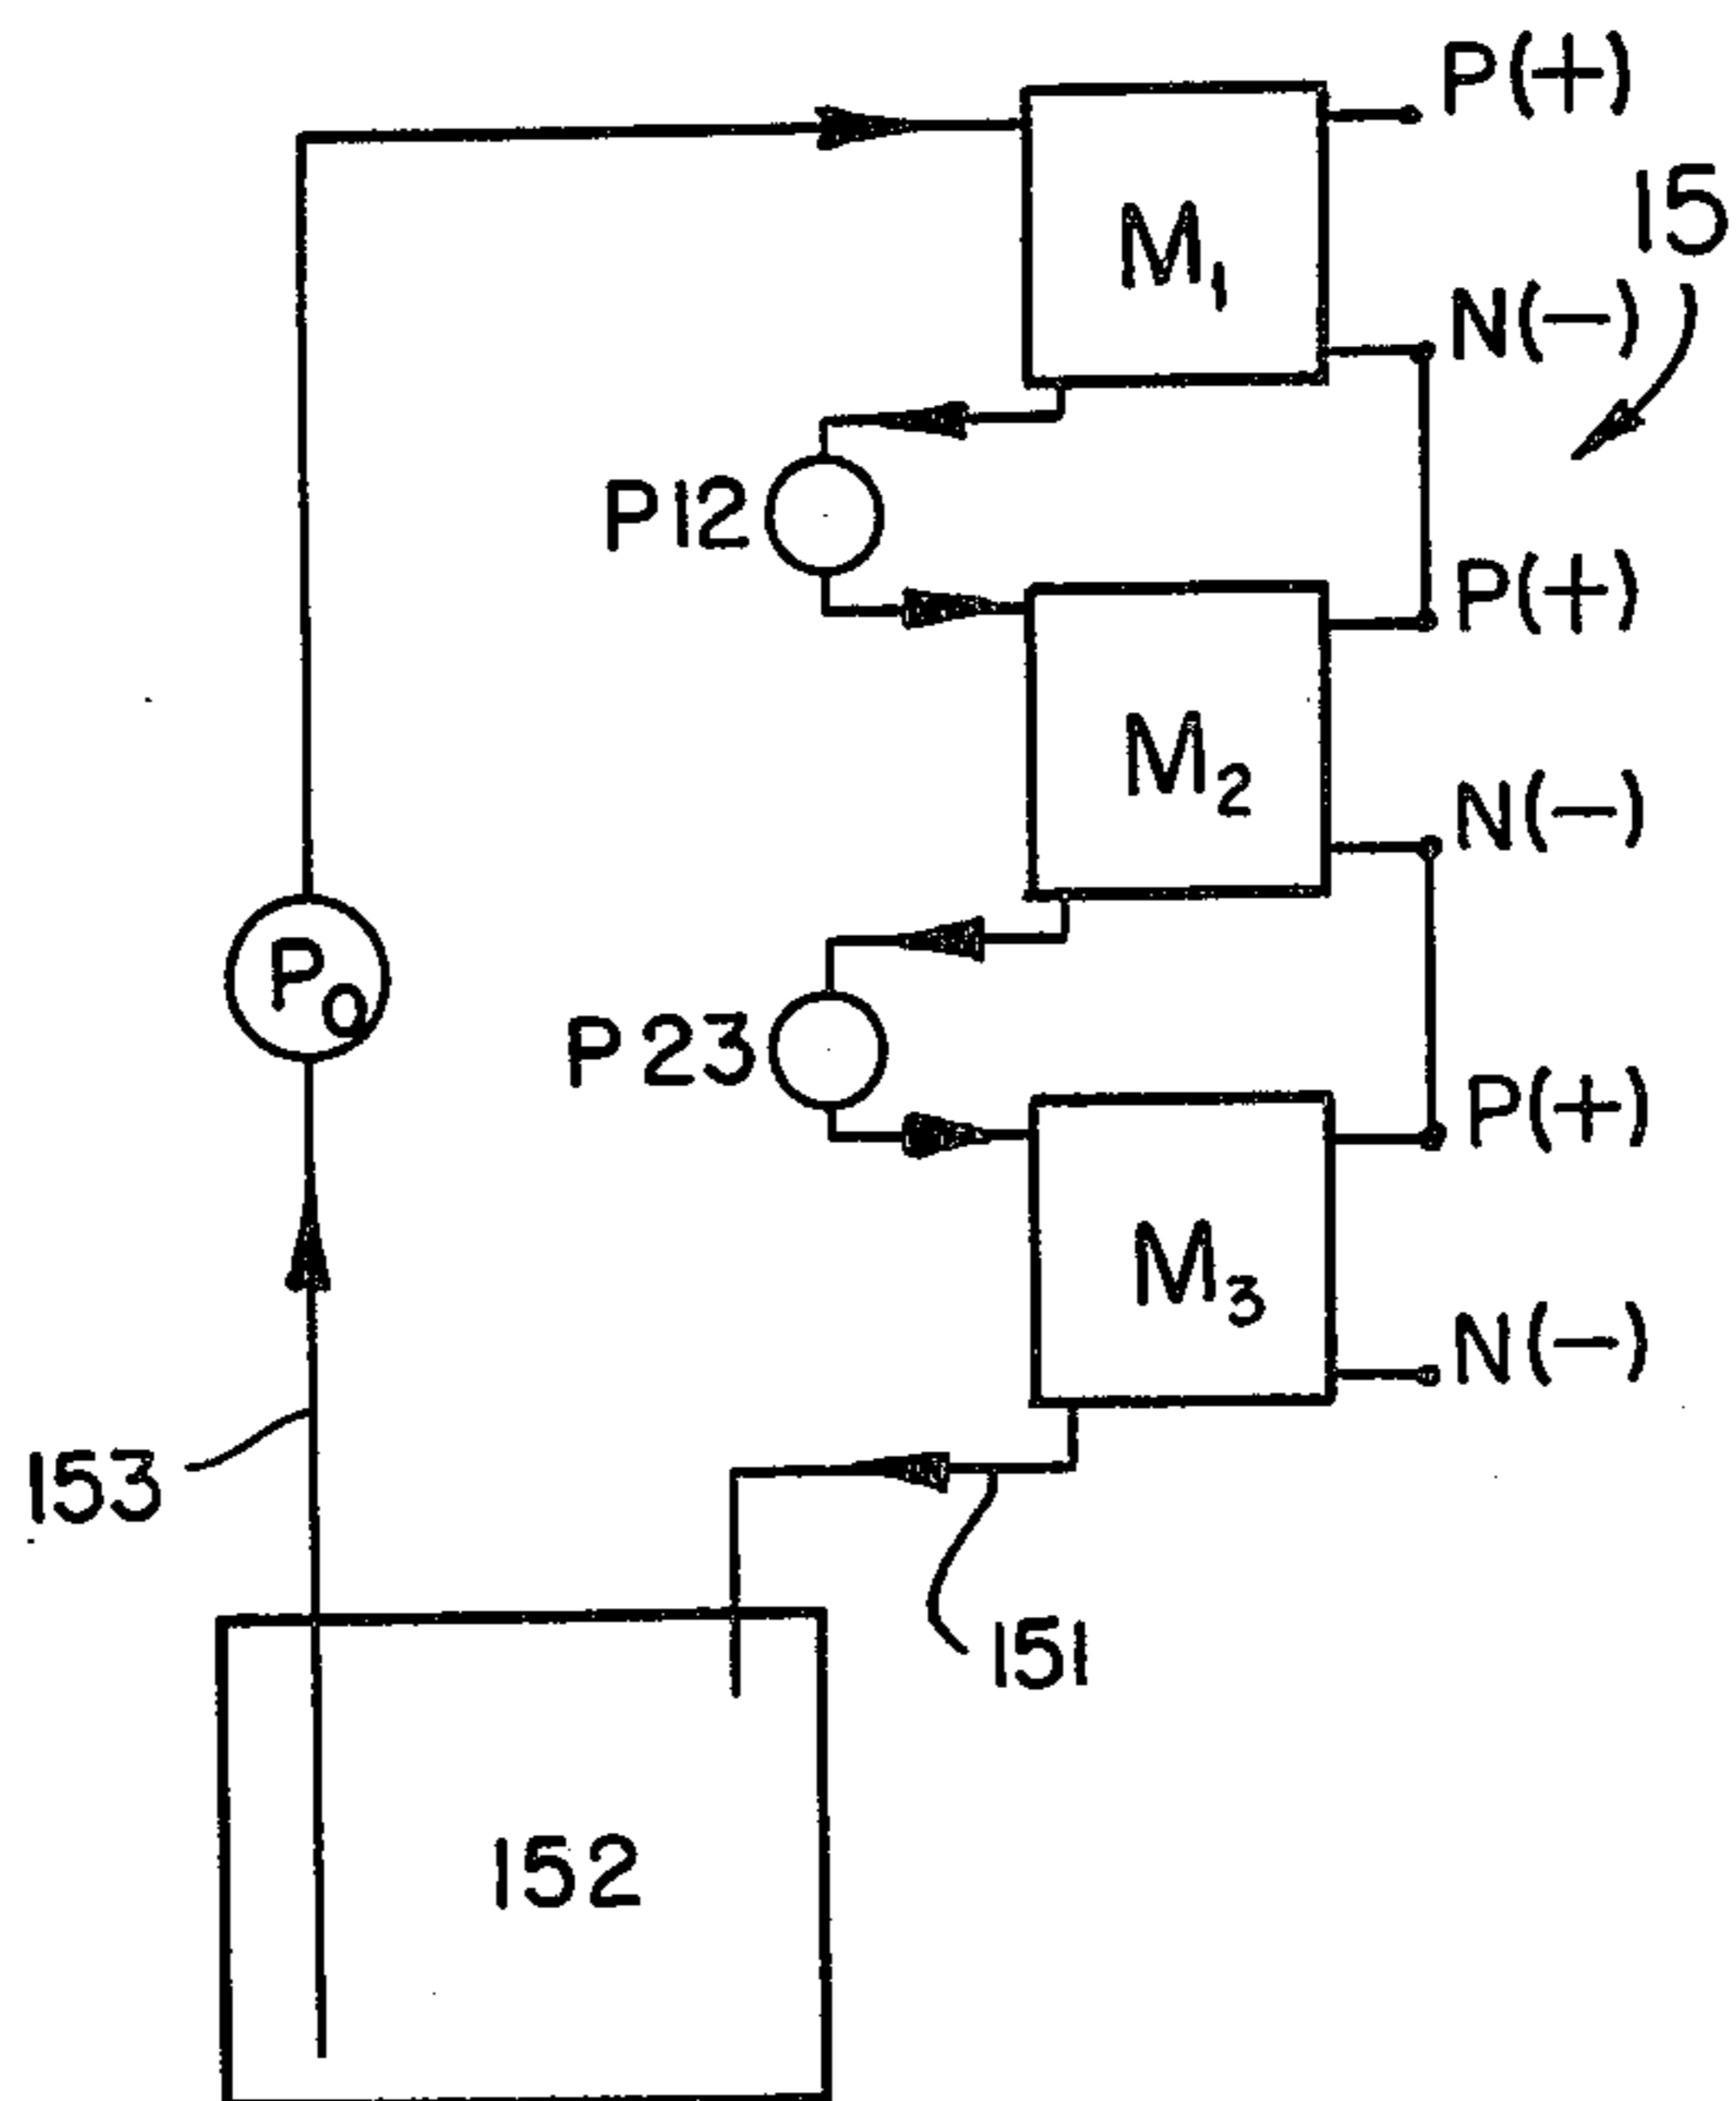 P(+)
15
M₁
N(−)
P12
P(+)
M₂
N(−)
P₀
P23
P(+)
M₃
N(−)
153
151
152